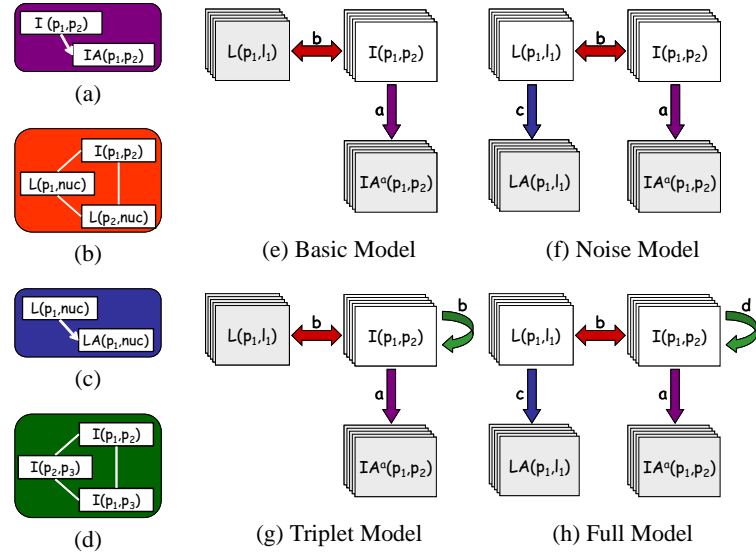 I (p₁,p₂)
IA(p₁,p₂)
(a)
I(p₁,p₂)
L(p₁,nuc)
L(p₂,nuc)
(b)
L(p₁,l₁)
b
I(p₁,p₂)
a
IAᵃ(p₁,p₂)
(e) Basic Model
L(p₁,l₁)
b
I(p₁,p₂)
c
a
LA(p₁,l₁)
IAᵃ(p₁,p₂)
(f) Noise Model
L(p₁,nuc)
LA(p₁,nuc)
(c)
I(p₁,p₂)
I(p₂,p₃)
I(p₁,p₃)
(d)
L(p₁,l₁)
b
I(p₁,p₂)
b
a
IAᵃ(p₁,p₂)
(g) Triplet Model
L(p₁,l₁)
b
I(p₁,p₂)
d
c
a
LA(p₁,l₁)
IAᵃ(p₁,p₂)
(h) Full Model